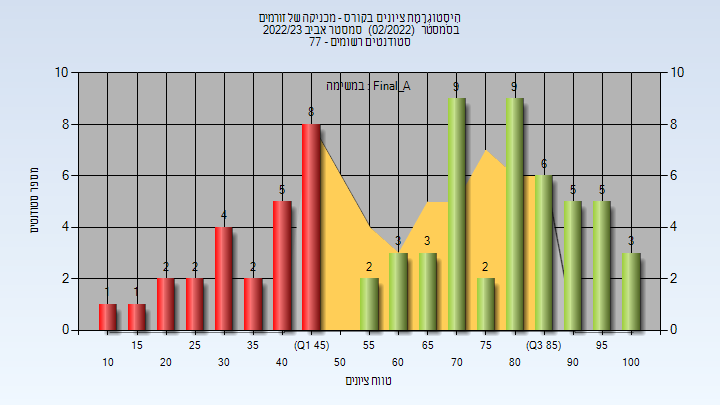 היסטוגרמת ציונים בקורס - מכניקה של זורמים
בסמסטר (02/2022) סמסטר אביב 2022/23
סטודנטים רשומים - 77
במשימה : Final_A
10 10
8 8
6 6
4 4
2 2
0 0
1 1 2 2 4 2 5 8 2 3 3 9 2 9 6 5 5 3
מספר סטודנטים
15 25 35 (Q1 45) 55 65 75 (Q3 85) 95
10 20 30 40 50 60 70 80 90 100
טווח ציונים